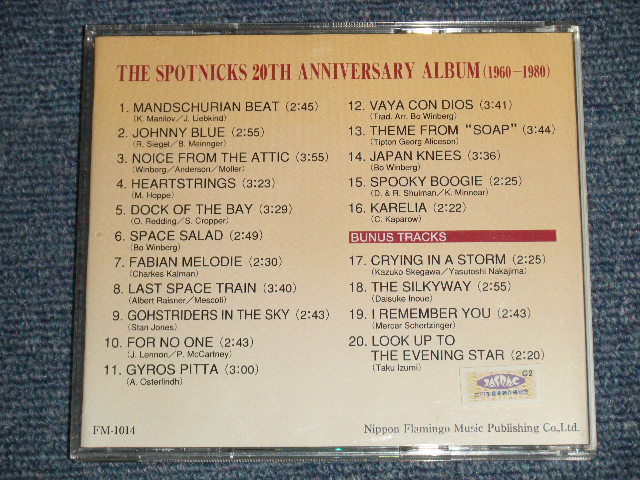 THE SPOTNICKS 20TH ANNIVERSARY ALBUM (1960-1980)
1. MANDSCHURIAN BEAT (2:45)
(K. Manilov/J. Liebkind)
2. JOHNNY BLUE (2:55)
(R. Siegel/B. Meininger)
3. NOICE FROM THE ATTIC (3:55)
(Winberg/Anderson/Möller)
4. HEARTSTRINGS (3:23)
(M. Hoppe)
5. DOCK OF THE BAY (3:29)
(O. Redding/S. Cropper)
6. SPACE SALAD (2:49)
(Bo Winberg)
7. FABIAN MELODIE (2:30)
(Charkes Kalman)
8. LAST SPACE TRAIN (3:40)
(Albert Raisner/Mescoli)
9. GOHSTRIDERS IN THE SKY (2:43)
(Stan Jones)
10. FOR NO ONE (2:43)
(J. Lennon/P. McCartney)
11. GYROS PITTA (3:00)
(A. Osterlindh)
12. VAYA CON DIOS (3:41)
(Trad. Arr. Bo Winberg)
13. THEME FROM "SOAP" (3:44)
(Tipton Georg Aliceson)
14. JAPAN KNEES (3:36)
(Bo Winberg)
15. SPOOKY BOOGIE (2:25)
(D. & R. Shulman/K. Minnear)
16. KARELIA (2:22)
(C. Kaparow)
BUNUS TRACKS
17. CRYING IN A STORM (2:25)
(Kazuko Skegawa/Yasutoshi Nakajima)
18. THE SILKYWAY (2:55)
(Daisuke Inoue)
19. I REMEMBER YOU (2:43)
(Mercer Schertzinger)
20. LOOK UP TO
THE EVENING STAR (2:20)
(Taku Izumi)
C2
JASRAC
FM-1014
Nippon Flamingo Music Publishing Co.,Ltd.